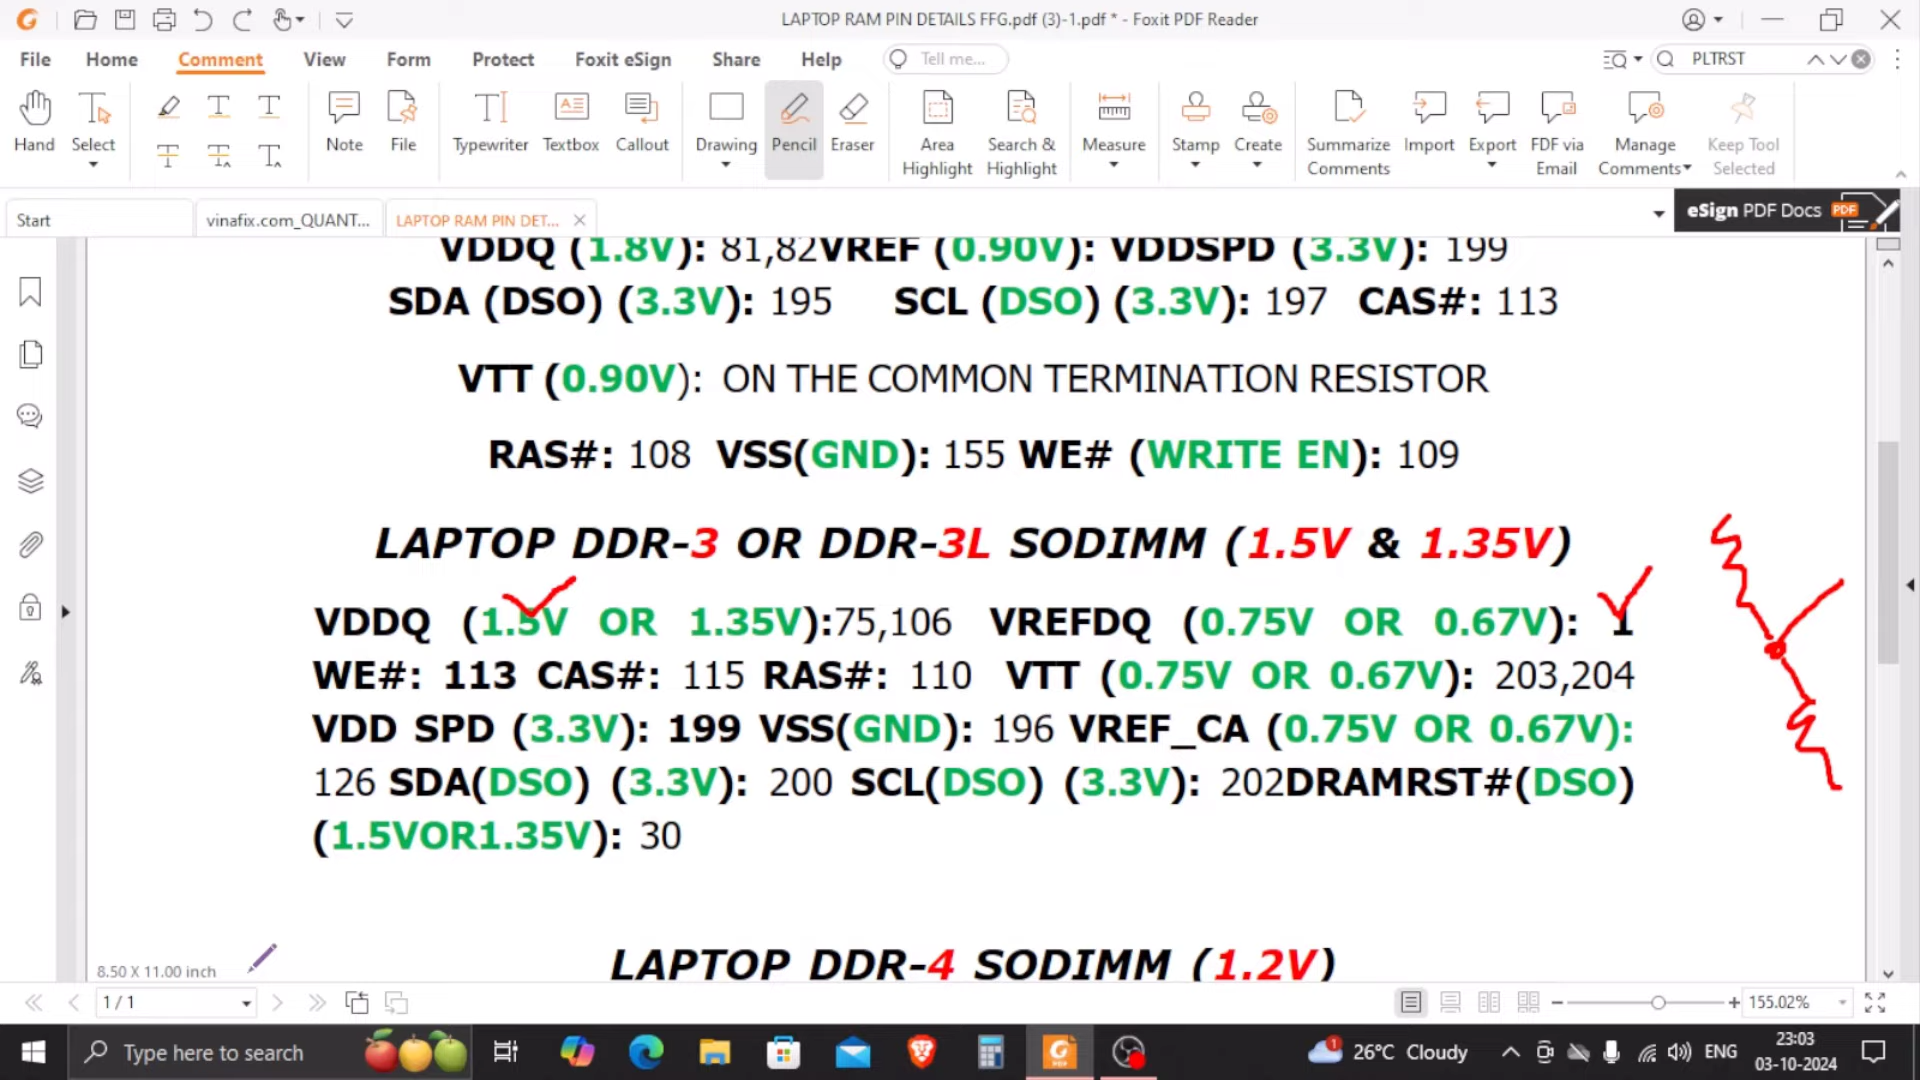 LAPTOP RAM PIN DETAILS FFG.pdf (3)-1.pdf * - Foxit PDF Reader
File Home Comment View Form Protect Foxit eSign Share Help Tell me... PLTRST
Hand Select Note File Typewriter Textbox Callout Drawing Pencil Eraser Area Highlight Search & Highlight Measure Stamp Create Summarize Comments Import Export FDF via Email Manage Comments Keep Tool Selected
Start vinafix.com_QUANT... LAPTOP RAM PIN DET... eSign PDF Docs PDF
VDDQ (1.8V): 81,82VREF (0.90V): VDDSPD (3.3V): 199
SDA (DSO) (3.3V): 195 SCL (DSO) (3.3V): 197 CAS#: 113
VTT (0.90V): ON THE COMMON TERMINATION RESISTOR
RAS#: 108 VSS(GND): 155 WE# (WRITE EN): 109
LAPTOP DDR-3 OR DDR-3L SODIMM (1.5V & 1.35V)
VDDQ (1.5V OR 1.35V):75,106 VREFDQ (0.75V OR 0.67V): 1
WE#: 113 CAS#: 115 RAS#: 110 VTT (0.75V OR 0.67V): 203,204
VDD SPD (3.3V): 199 VSS(GND): 196 VREF_CA (0.75V OR 0.67V):
126 SDA(DSO) (3.3V): 200 SCL(DSO) (3.3V): 202DRAMRST#(DSO)
(1.5VOR1.35V): 30
LAPTOP DDR-4 SODIMM (1.2V)
8.50 X 11.00 inch
1 / 1 155.02%
Type here to search 1 26°C Cloudy ENG 23:03
03-10-2024